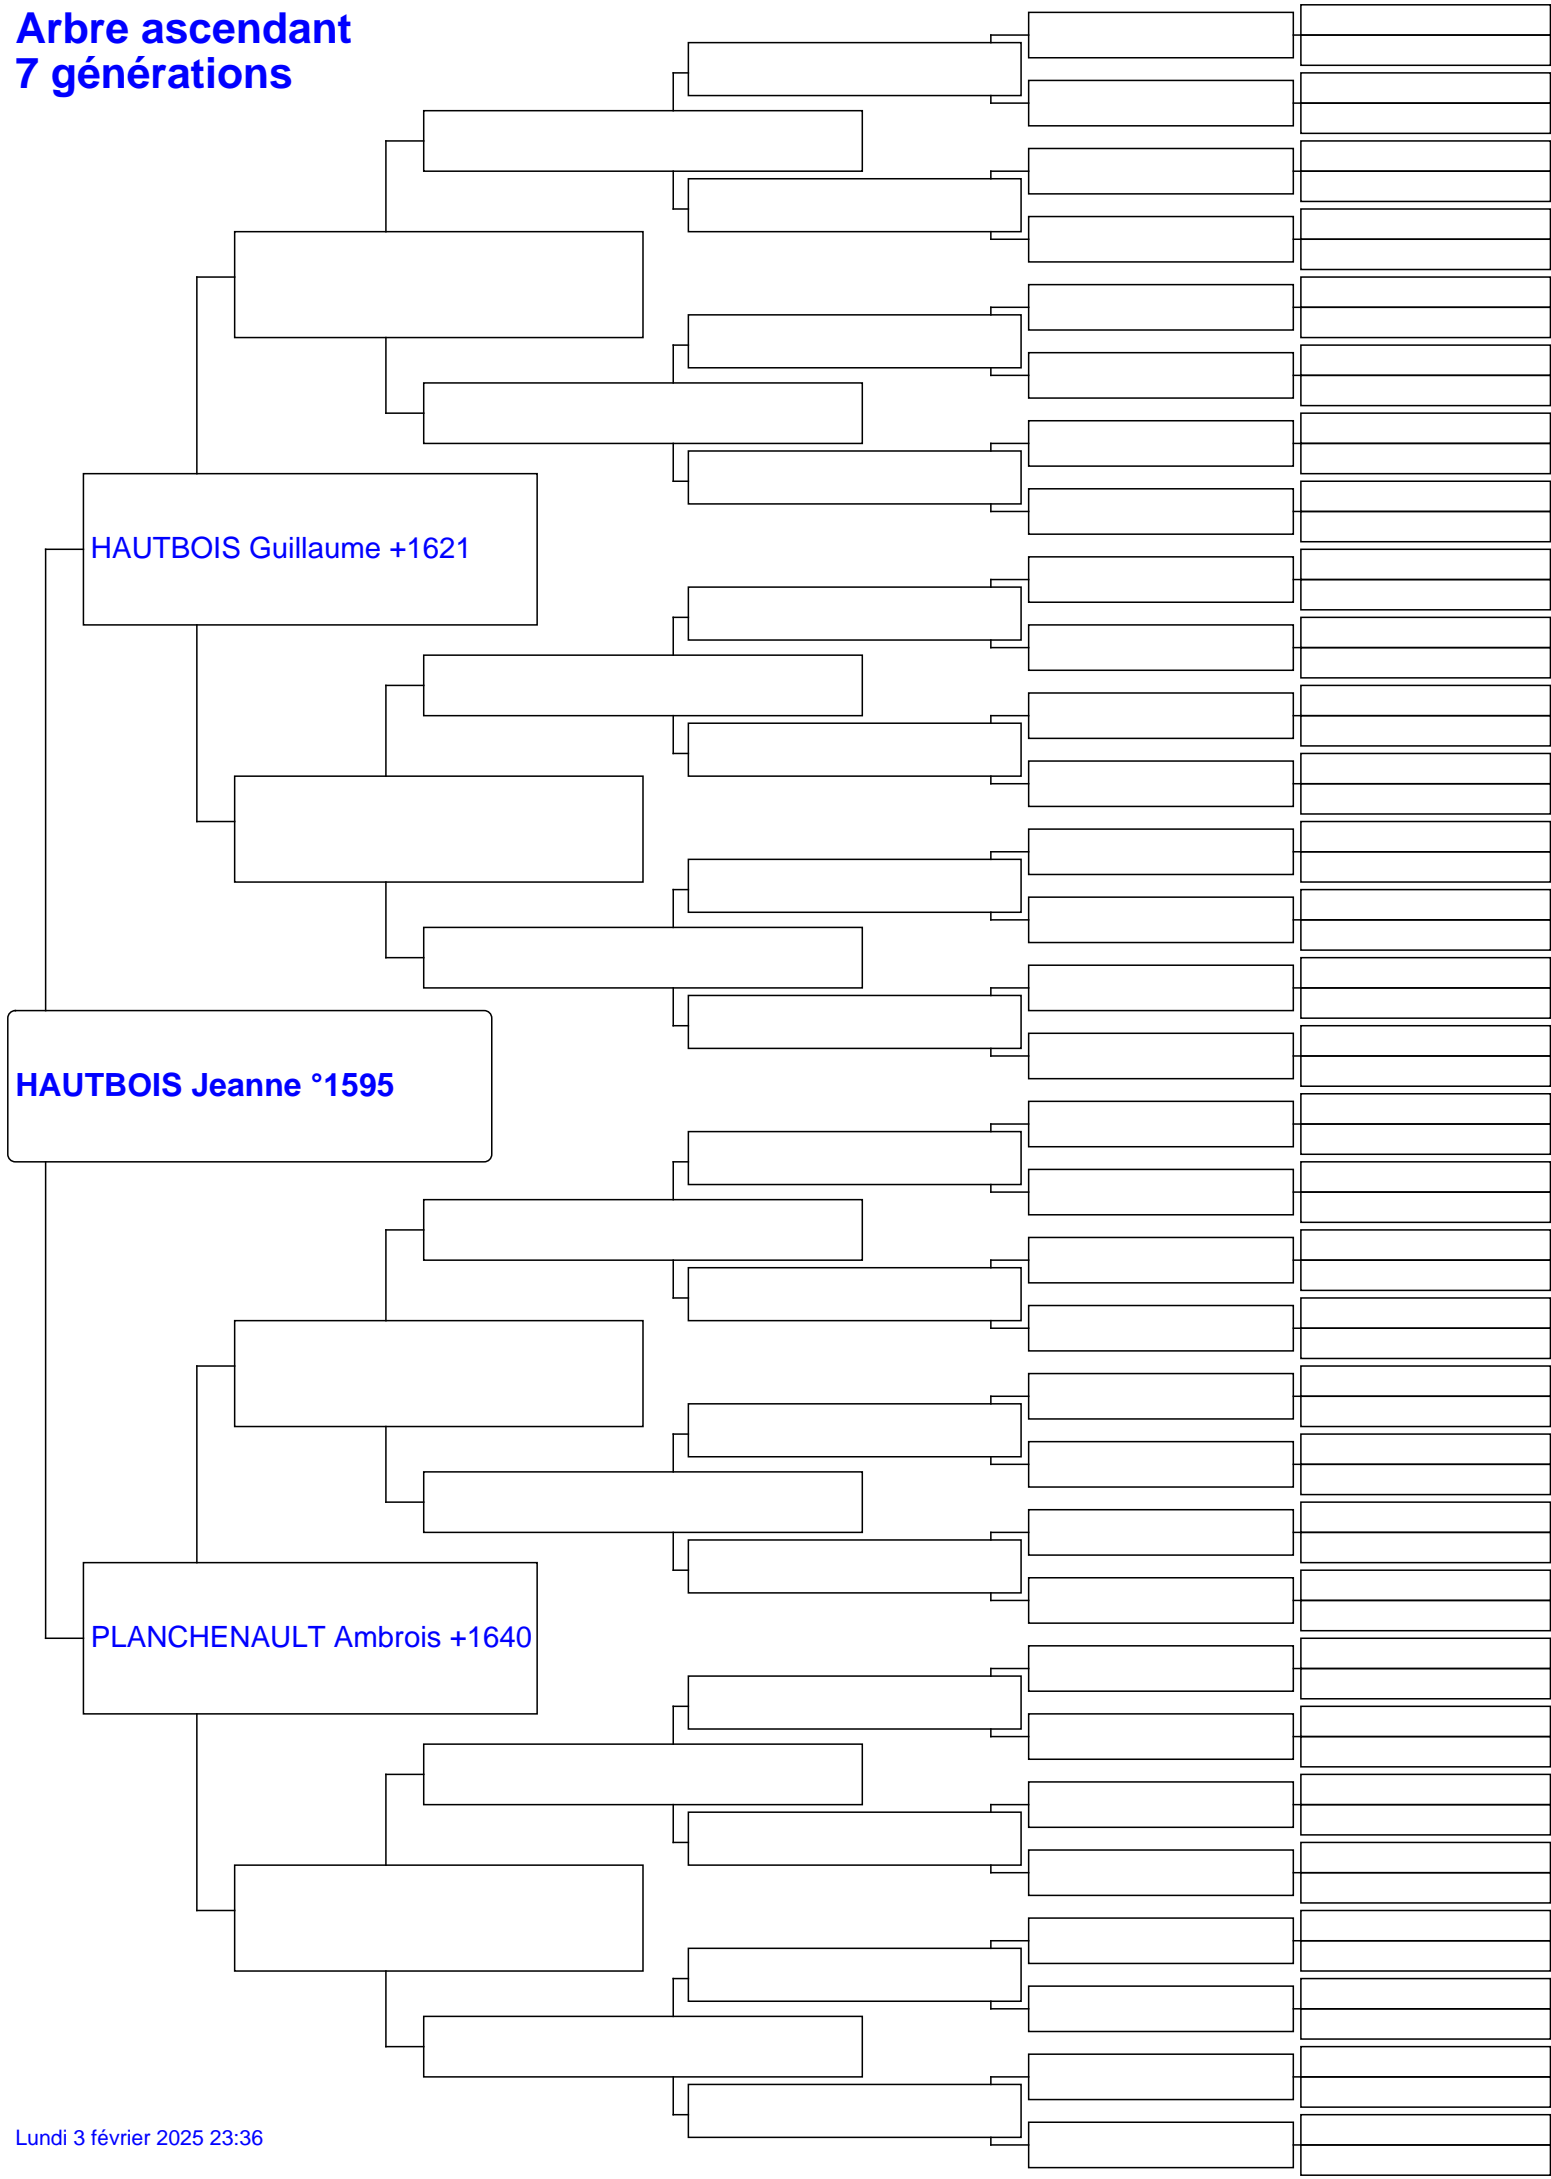 Arbre ascendant
7 générations
HAUTBOIS Guillaume +1621
HAUTBOIS Jeanne °1595
PLANCHENAULT Ambrois +1640
Lundi 3 février 2025 23:36